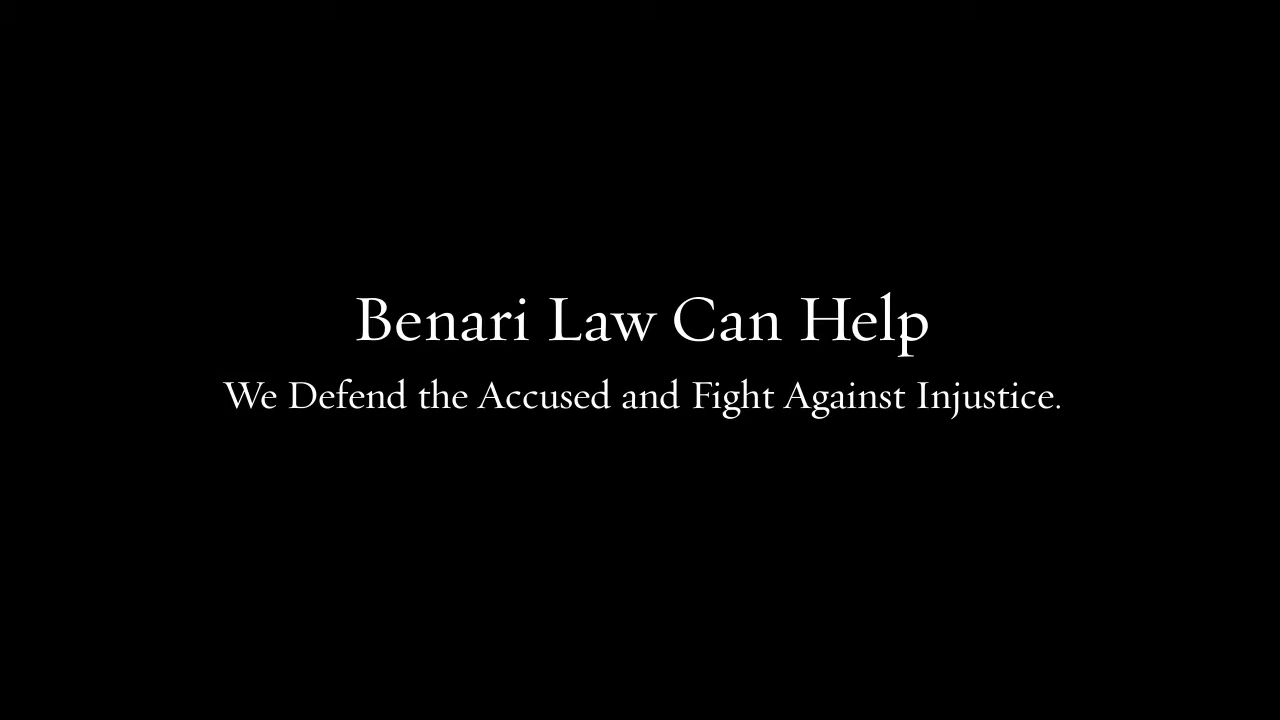 Benari Law Can Help
We Defend the Accused and Fight Against Injustice.